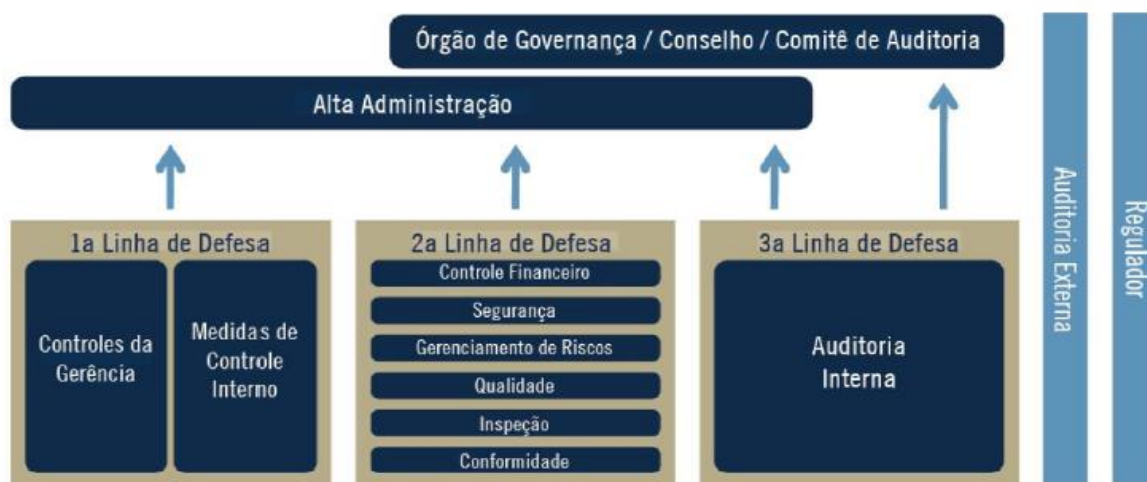 Órgão de Governança / Conselho / Comitê de Auditoria
Alta Administração
1a Linha de Defesa
Controles da
Gerência
Medidas de
Controle
Interno
2a Linha de Defesa
Controle Financeiro
Segurança
Gerenciamento de Riscos
Qualidade
Inspeção
Conformidade
3a Linha de Defesa
Auditoria
Interna
Auditoria Externa
Regulador